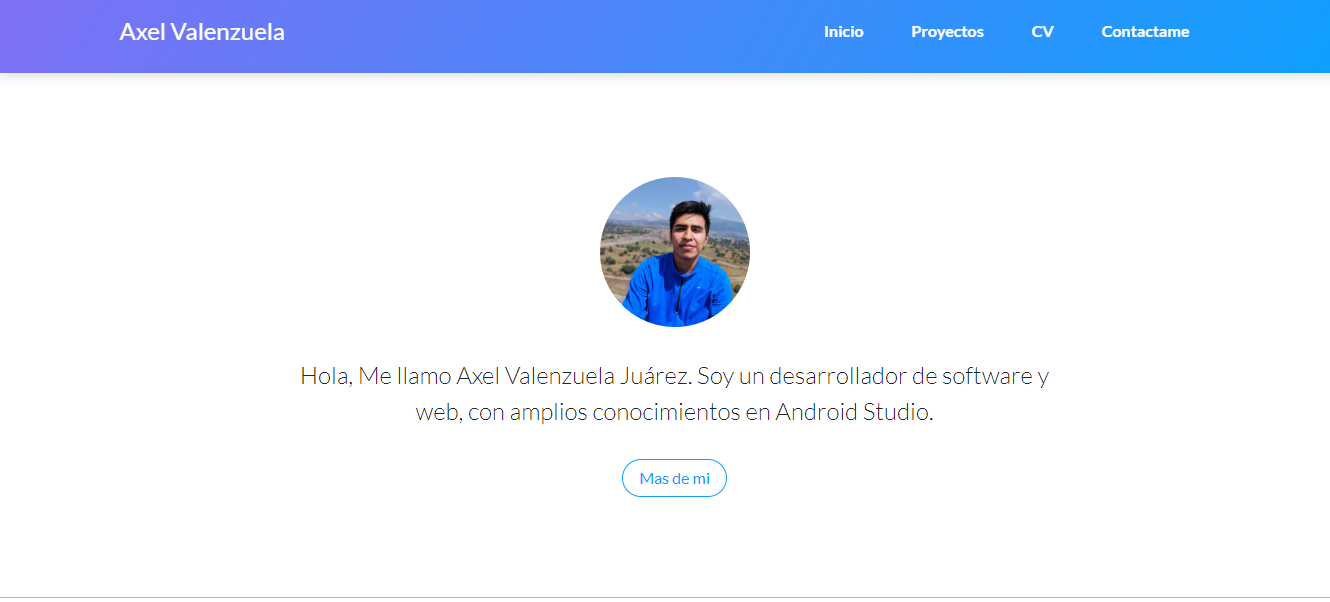 Axel Valenzuela
Inicio Proyectos CV Contactame
Hola, Me llamo Axel Valenzuela Juárez. Soy un desarrollador de software y
web, con amplios conocimientos en Android Studio.
Mas de mi